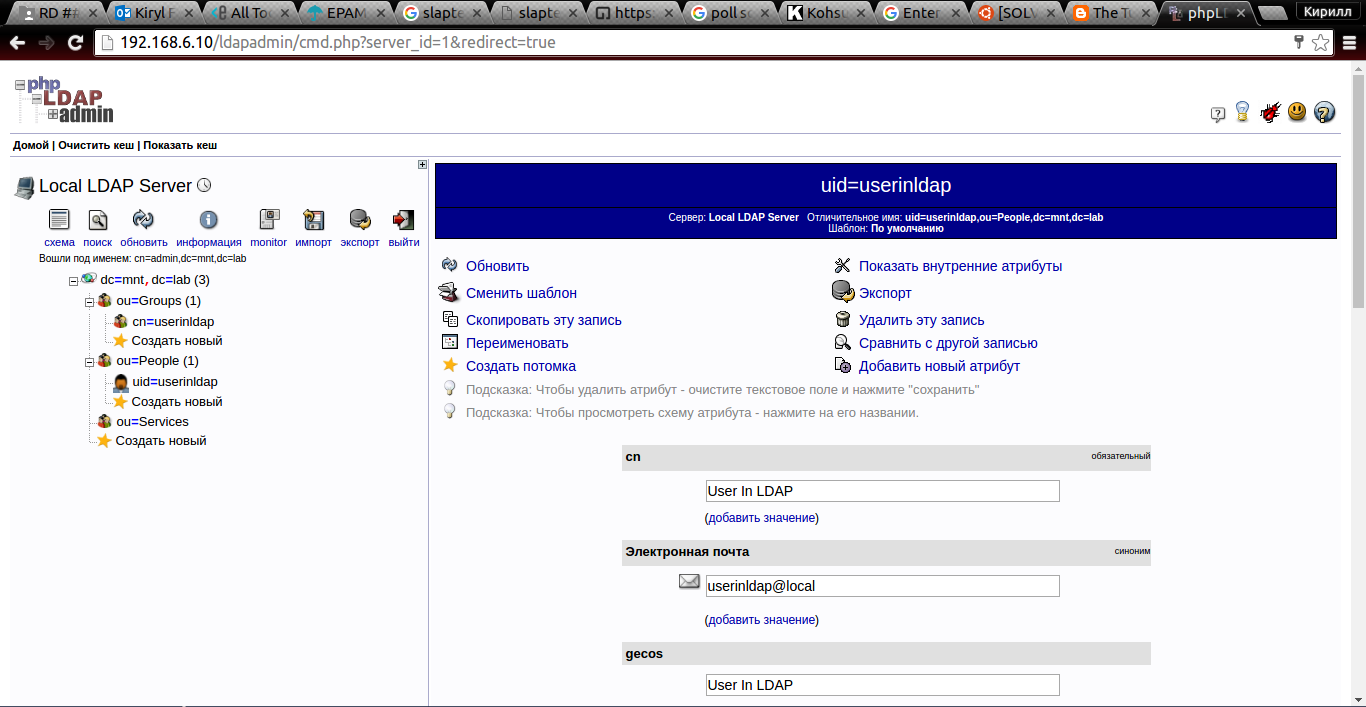 RD ## Kiryl F All To EPAM slapte slapte https: poll s Kohsu Enter [SOLV The T phpLD Кирилл
192.168.6.10/ldapadmin/cmd.php?server_id=1&redirect=true
php LDAP admin
Домой | Очистить кеш | Показать кеш
Local LDAP Server
схема поиск обновить информация monitor импорт экспорт выйти
Вошли под именем: cn=admin,dc=mnt,dc=lab
dc=mnt,dc=lab (3)
ou=Groups (1)
cn=userinldap
Создать новый
ou=People (1)
uid=userinldap
Создать новый
ou=Services
Создать новый
uid=userinldap
Сервер: Local LDAP Server Отличительное имя: uid=userinldap,ou=People,dc=mnt,dc=lab
Шаблон: По умолчанию
Обновить Показать внутренние атрибуты
Сменить шаблон Экспорт
Скопировать эту запись Удалить эту запись
Переименовать Сравнить с другой записью
Создать потомка Добавить новый атрибут
Подсказка: Чтобы удалить атрибут - очистите текстовое поле и нажмите "сохранить"
Подсказка: Чтобы просмотреть схему атрибута - нажмите на его названии.
cn обязательный
User In LDAP
(добавить значение)
Электронная почта синоним
userinldap@local
(добавить значение)
gecos
User In LDAP